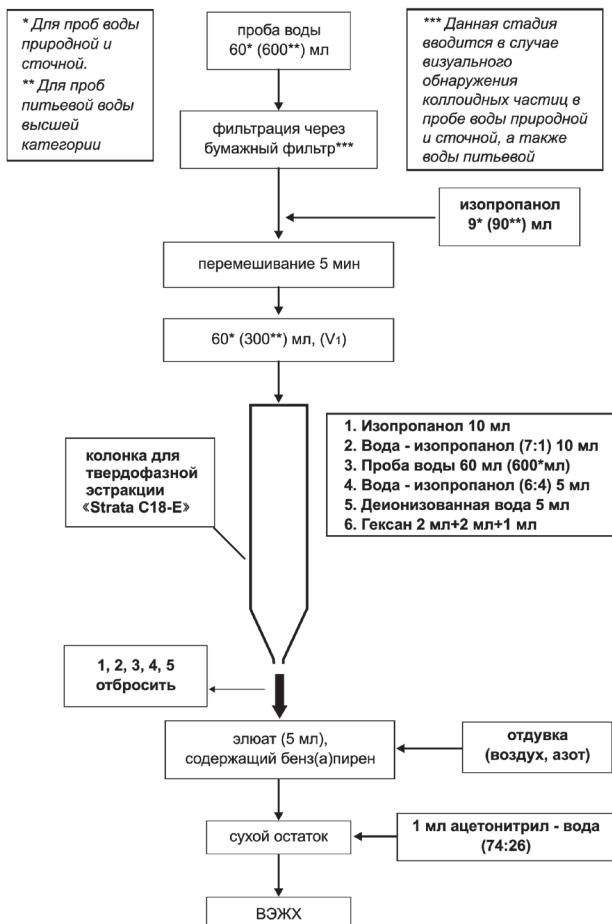 * Для проб воды
природной и
сточной.
** Для проб
питьевой воды
высшей
категории
проба воды
60* (600**) мл
*** Данная стадия
вводится в случае
визуального
обнаружения
коллоидных частиц в
пробе воды природной
и сточной, а также
воды питьевой
фильтрация через
бумажный фильтр***
изопропанол
9* (90**) мл
перемешивание 5 мин
60* (300**) мл, (V1)
колонка для
твердофазной
эстракции
«Strata C18-E»
1. Изопропанол 10 мл
2. Вода - изопропанол (7:1) 10 мл
3. Проба воды 60 мл (600*мл)
4. Вода - изопропанол (6:4) 5 мл
5. Деионизованная вода 5 мл
6. Гексан 2 мл+2 мл+1 мл
1, 2, 3, 4, 5
отбросить
элюат (5 мл),
содержащий бенз(а)пирен
отдувка
(воздух, азот)
сухой остаток
1 мл ацетонитрил - вода
(74:26)
ВЭЖХ